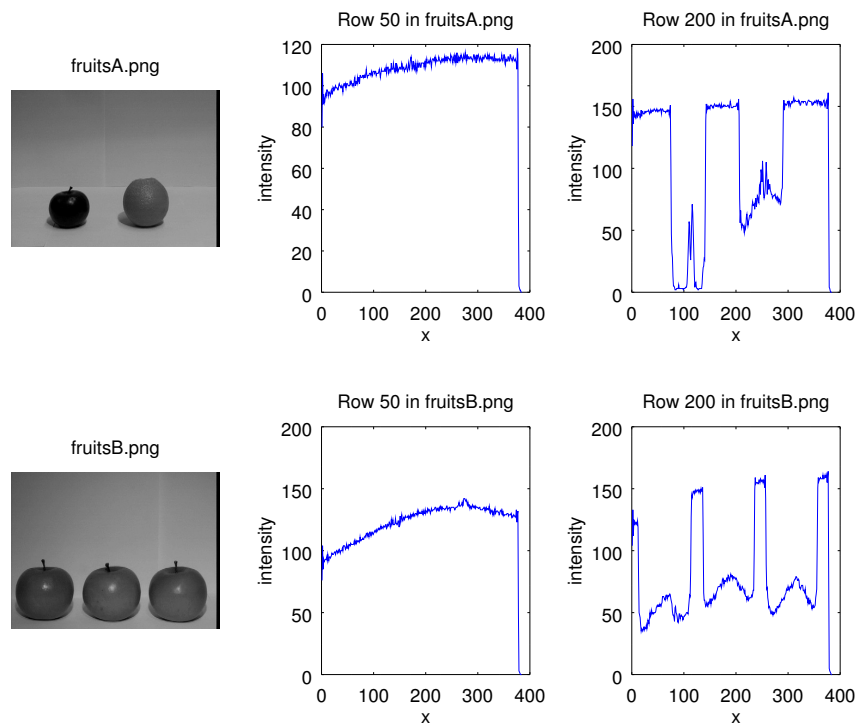 fruitsA.png
Row 50 in fruitsA.png
120
100
80
60
40
20
0
intensity
0 100 200 300 400
x
Row 200 in fruitsA.png
200
150
100
50
0
intensity
0 100 200 300 400
x
fruitsB.png
Row 50 in fruitsB.png
200
150
100
50
0
intensity
0 100 200 300 400
x
Row 200 in fruitsB.png
200
150
100
50
0
intensity
0 100 200 300 400
x